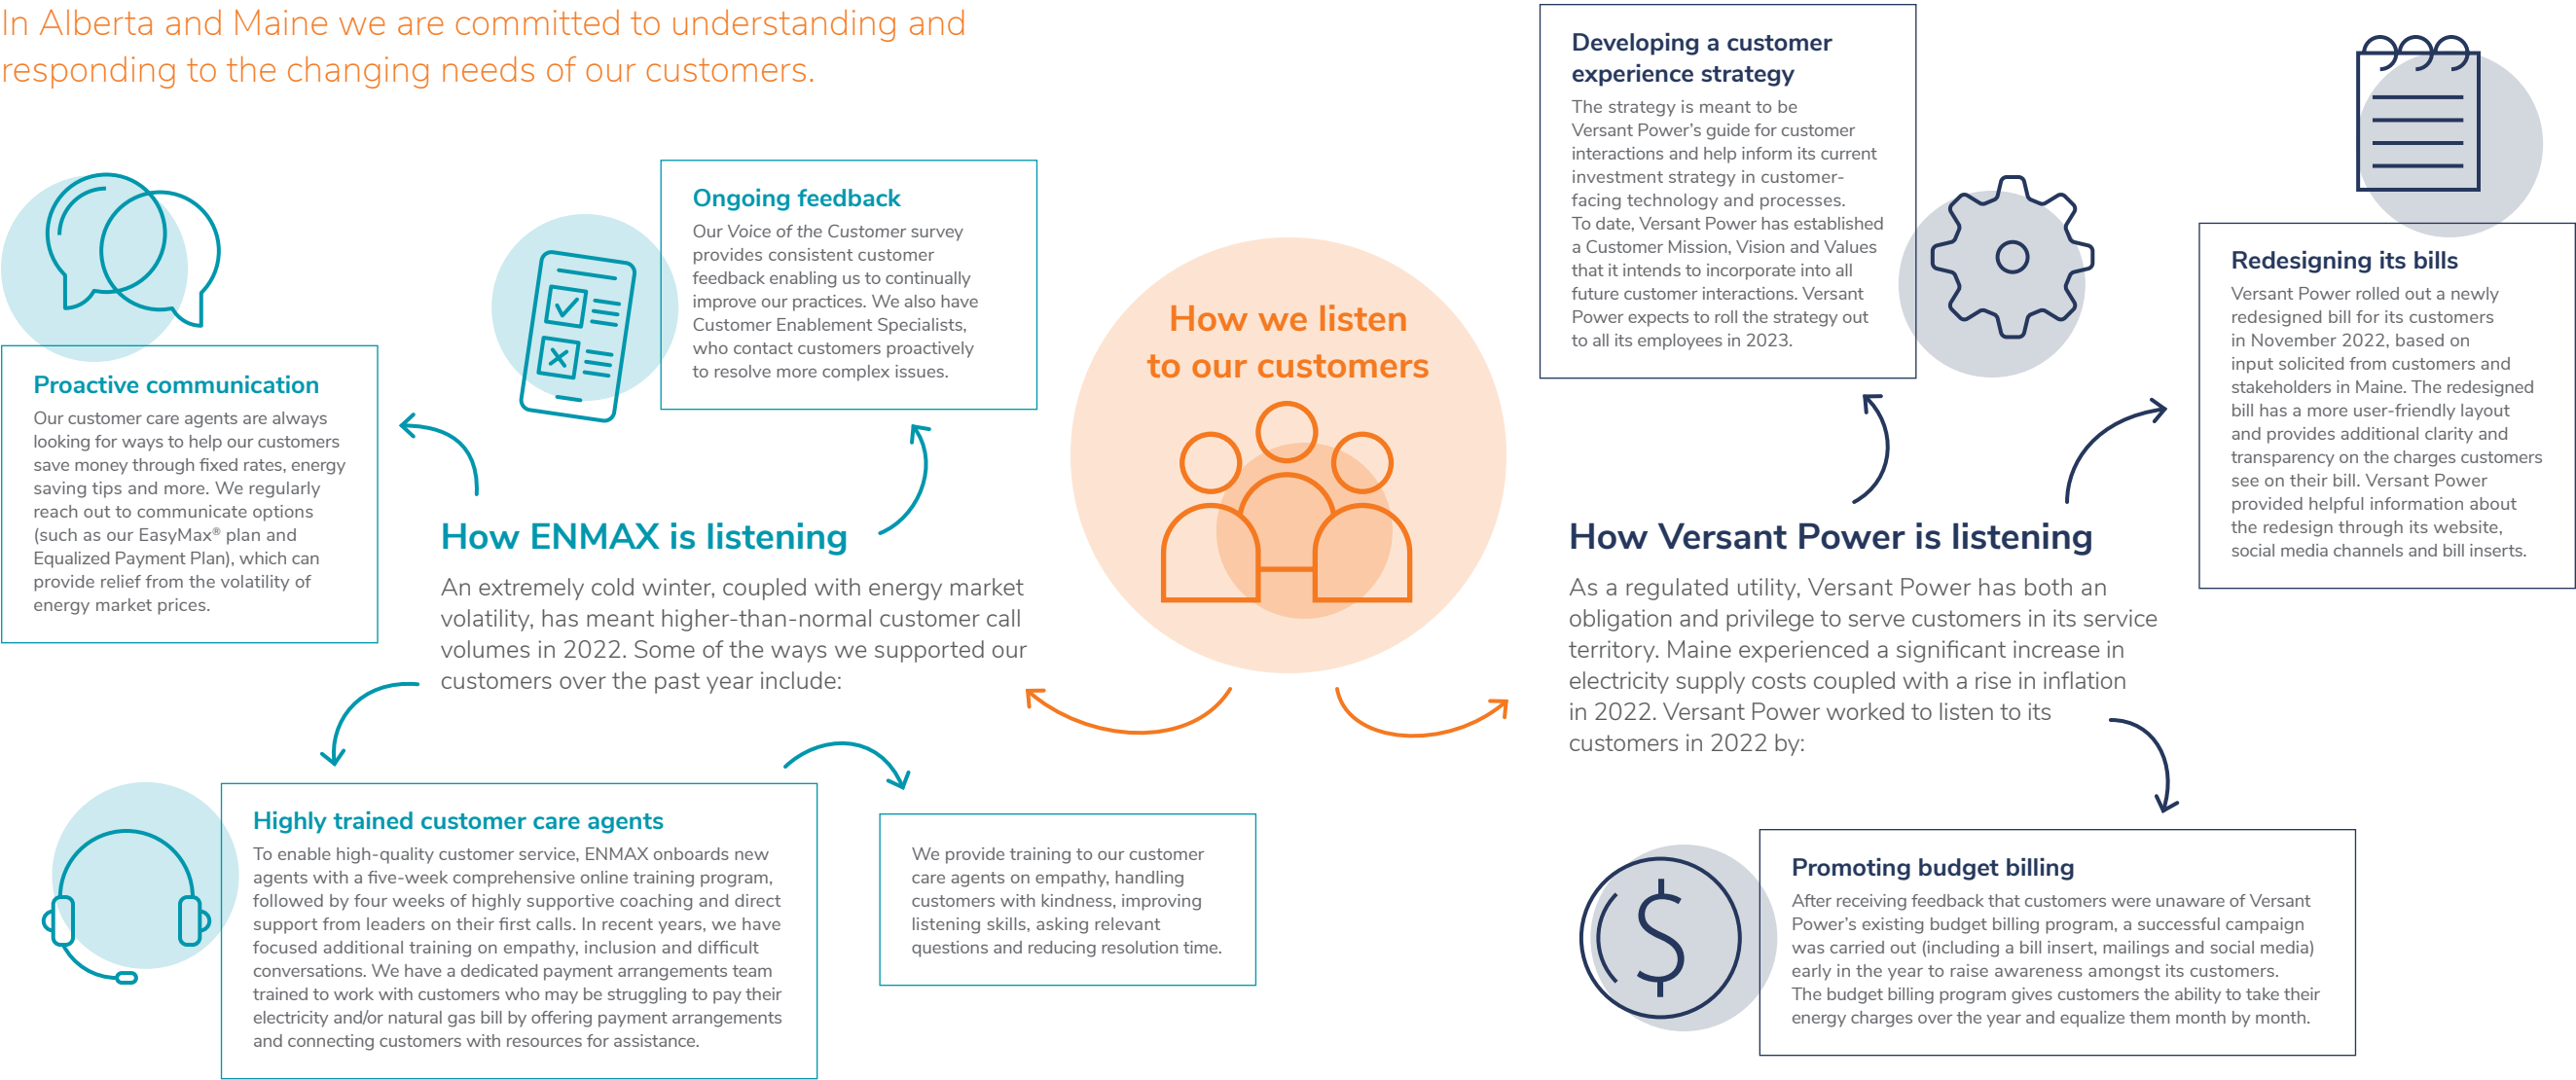 In Alberta and Maine we are committed to understanding and
responding to the changing needs of our customers.
Proactive communication
Our customer care agents are always
looking for ways to help our customers
save money through fixed rates, energy
saving tips and more. We regularly
reach out to communicate options
(such as our EasyMax® plan and
Equalized Payment Plan), which can
provide relief from the volatility of
energy market prices.
Ongoing feedback
Our Voice of the Customer survey
provides consistent customer
feedback enabling us to continually
improve our practices. We also have
Customer Enablement Specialists,
who contact customers proactively
to resolve more complex issues.
How ENMAX is listening
An extremely cold winter, coupled with energy market
volatility, has meant higher-than-normal customer call
volumes in 2022. Some of the ways we supported our
customers over the past year include:
Highly trained customer care agents
To enable high-quality customer service, ENMAX onboards new
agents with a five-week comprehensive online training program,
followed by four weeks of highly supportive coaching and direct
support from leaders on their first calls. In recent years, we have
focused additional training on empathy, inclusion and difficult
conversations. We have a dedicated payment arrangements team
trained to work with customers who may be struggling to pay their
electricity and/or natural gas bill by offering payment arrangements
and connecting customers with resources for assistance.
We provide training to our customer
care agents on empathy, handling
customers with kindness, improving
listening skills, asking relevant
questions and reducing resolution time.
How we listen
to our customers
Developing a customer
experience strategy
The strategy is meant to be
Versant Power's guide for customer
interactions and help inform its current
investment strategy in customer-
facing technology and processes.
To date, Versant Power has established
a Customer Mission, Vision and Values
that it intends to incorporate into all
future customer interactions. Versant
Power expects to roll the strategy out
to all its employees in 2023.
Redesigning its bills
Versant Power rolled out a newly
redesigned bill for its customers
in November 2022, based on
input solicited from customers and
stakeholders in Maine. The redesigned
bill has a more user-friendly layout
and provides additional clarity and
transparency on the charges customers
see on their bill. Versant Power
provided helpful information about
the redesign through its website,
social media channels and bill inserts.
How Versant Power is listening
As a regulated utility, Versant Power has both an
obligation and privilege to serve customers in its service
territory. Maine experienced a significant increase in
electricity supply costs coupled with a rise in inflation
in 2022. Versant Power worked to listen to its
customers in 2022 by:
$
Promoting budget billing
After receiving feedback that customers were unaware of Versant
Power's existing budget billing program, a successful campaign
was carried out (including a bill insert, mailings and social media)
early in the year to raise awareness amongst its customers.
The budget billing program gives customers the ability to take their
energy charges over the year and equalize them month by month.